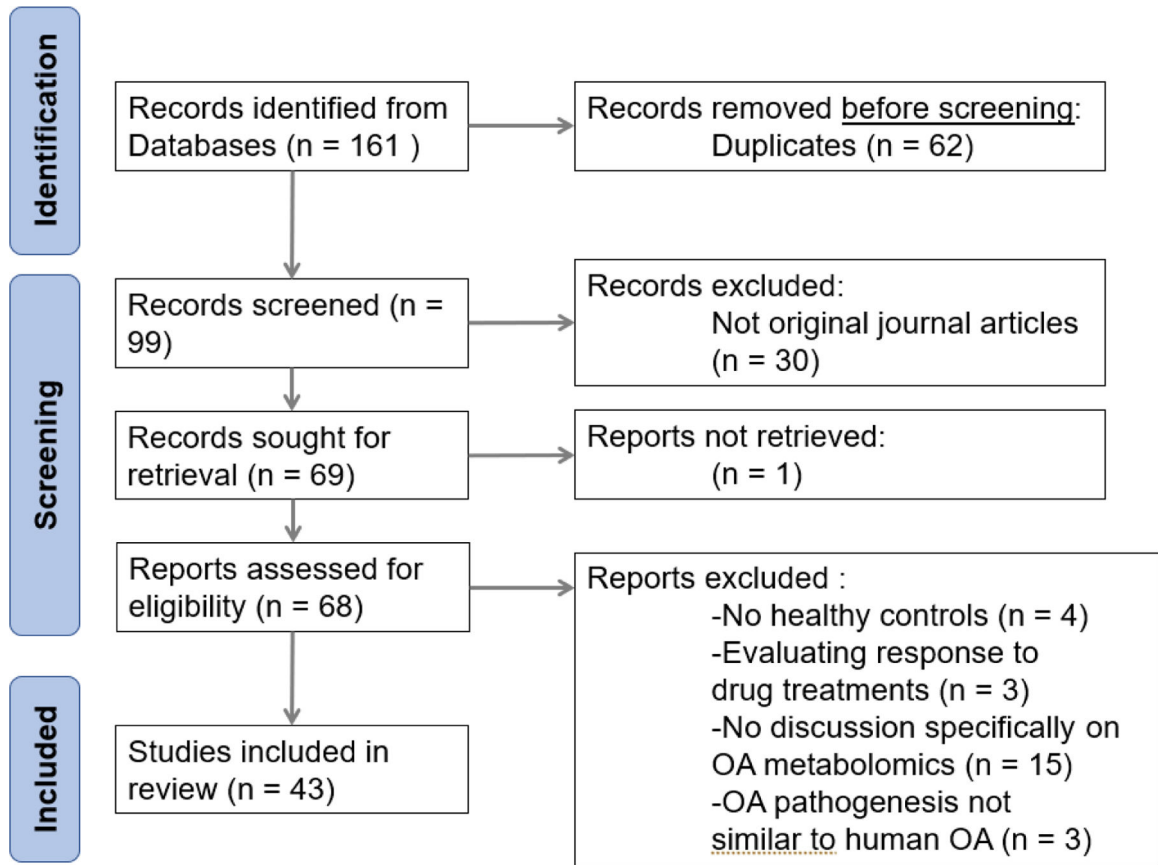 Identification
Records identified from
Databases (n = 161 )
Records removed before screening:
Duplicates (n = 62)
Screening
Records screened (n =
99)
Records excluded:
Not original journal articles
(n = 30)
Records sought for
retrieval (n = 69)
Reports not retrieved:
(n = 1)
Reports assessed for
eligibility (n = 68)
Reports excluded :
-No healthy controls (n = 4)
-Evaluating response to
drug treatments (n = 3)
-No discussion specifically on
OA metabolomics (n = 15)
-OA pathogenesis not
similar to human OA (n = 3)
Included
Studies included in
review (n = 43)